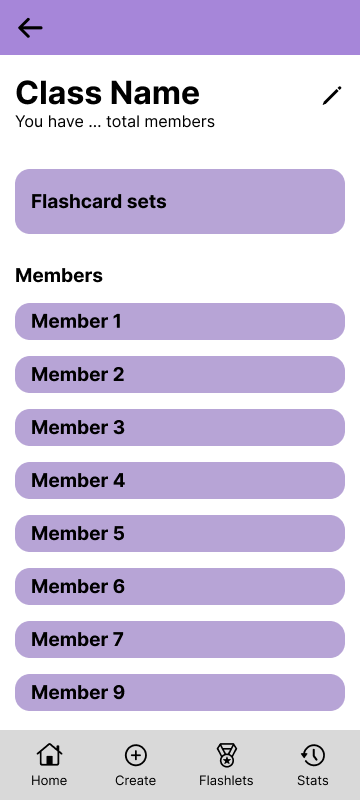 Class Name
You have ... total members
Flashcard sets
Members
Member 1
Member 2
Member 3
Member 4
Member 5
Member 6
Member 7
Member 9
Home Create Flashlets Stats